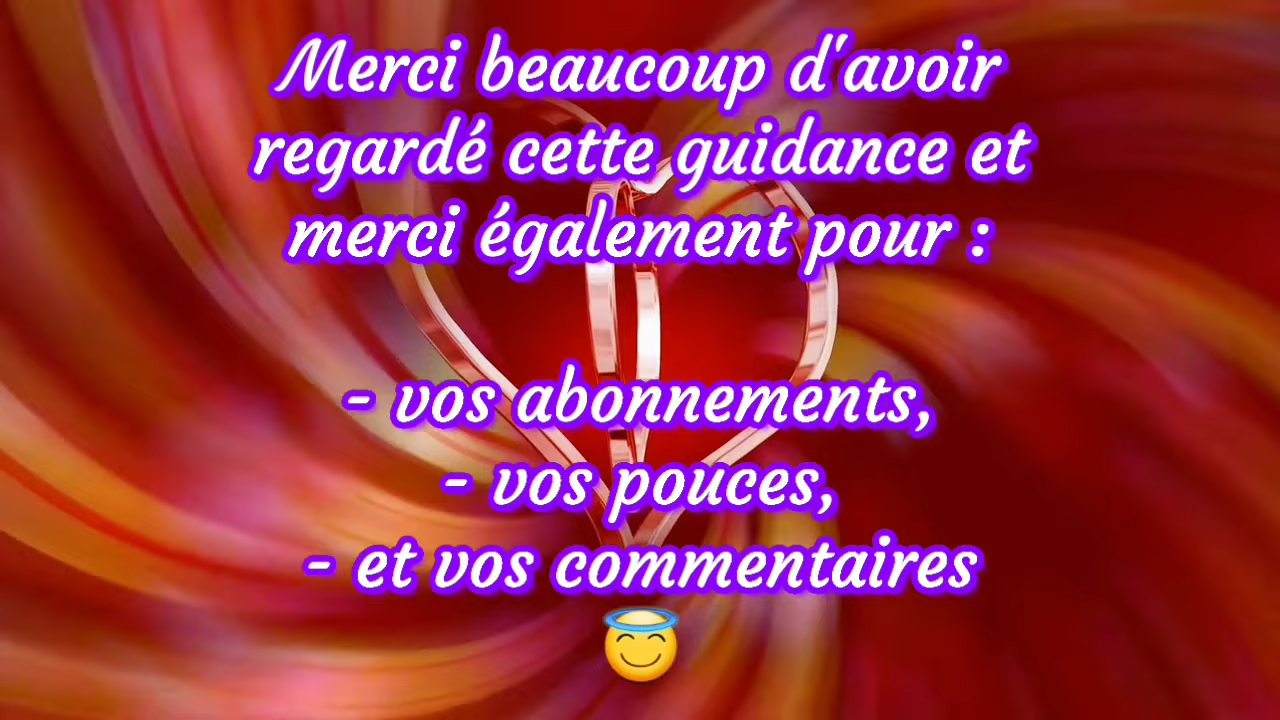 Merci beaucoup d'avoir
regardé cette guidance et
merci également pour :
- vos abonnements,
- vos pouces,
- et vos commentaires
😇